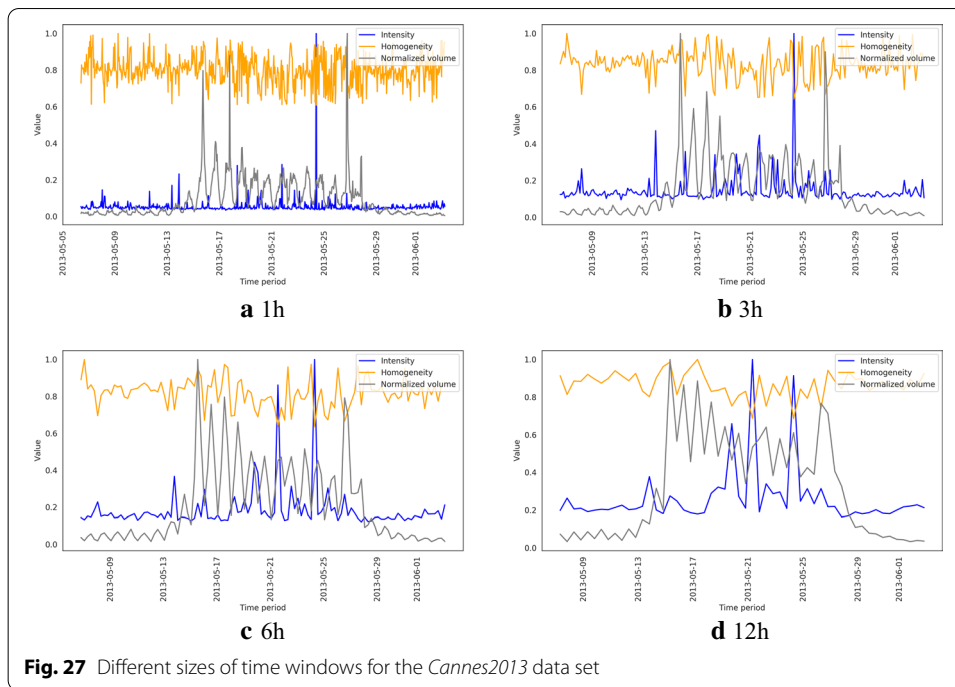 1.0
0.8
0.6
0.4
0.2
0.0
Value
Intensity
Homogeneity
Normalized volume
2013-05-05
2013-05-09
2013-05-13
2013-05-17
2013-05-21
2013-05-25
2013-05-29
2013-06-01
Time period
a 1h
1.0
0.8
0.6
0.4
0.2
0.0
Value
Intensity
Homogeneity
Normalized volume
2013-05-09
2013-05-13
2013-05-17
2013-05-21
2013-05-25
2013-05-29
2013-06-01
Time period
b 3h
1.0
0.8
0.6
0.4
0.2
0.0
Value
Intensity
Homogeneity
Normalized volume
2013-05-09
2013-05-13
2013-05-17
2013-05-21
2013-05-25
2013-05-29
2013-06-01
Time period
c 6h
1.0
0.8
0.6
0.4
0.2
0.0
Value
Intensity
Homogeneity
Normalized volume
2013-05-09
2013-05-13
2013-05-17
2013-05-21
2013-05-25
2013-05-29
2013-06-01
Time period
d 12h
Fig. 27 Different sizes of time windows for the Cannes2013 data set